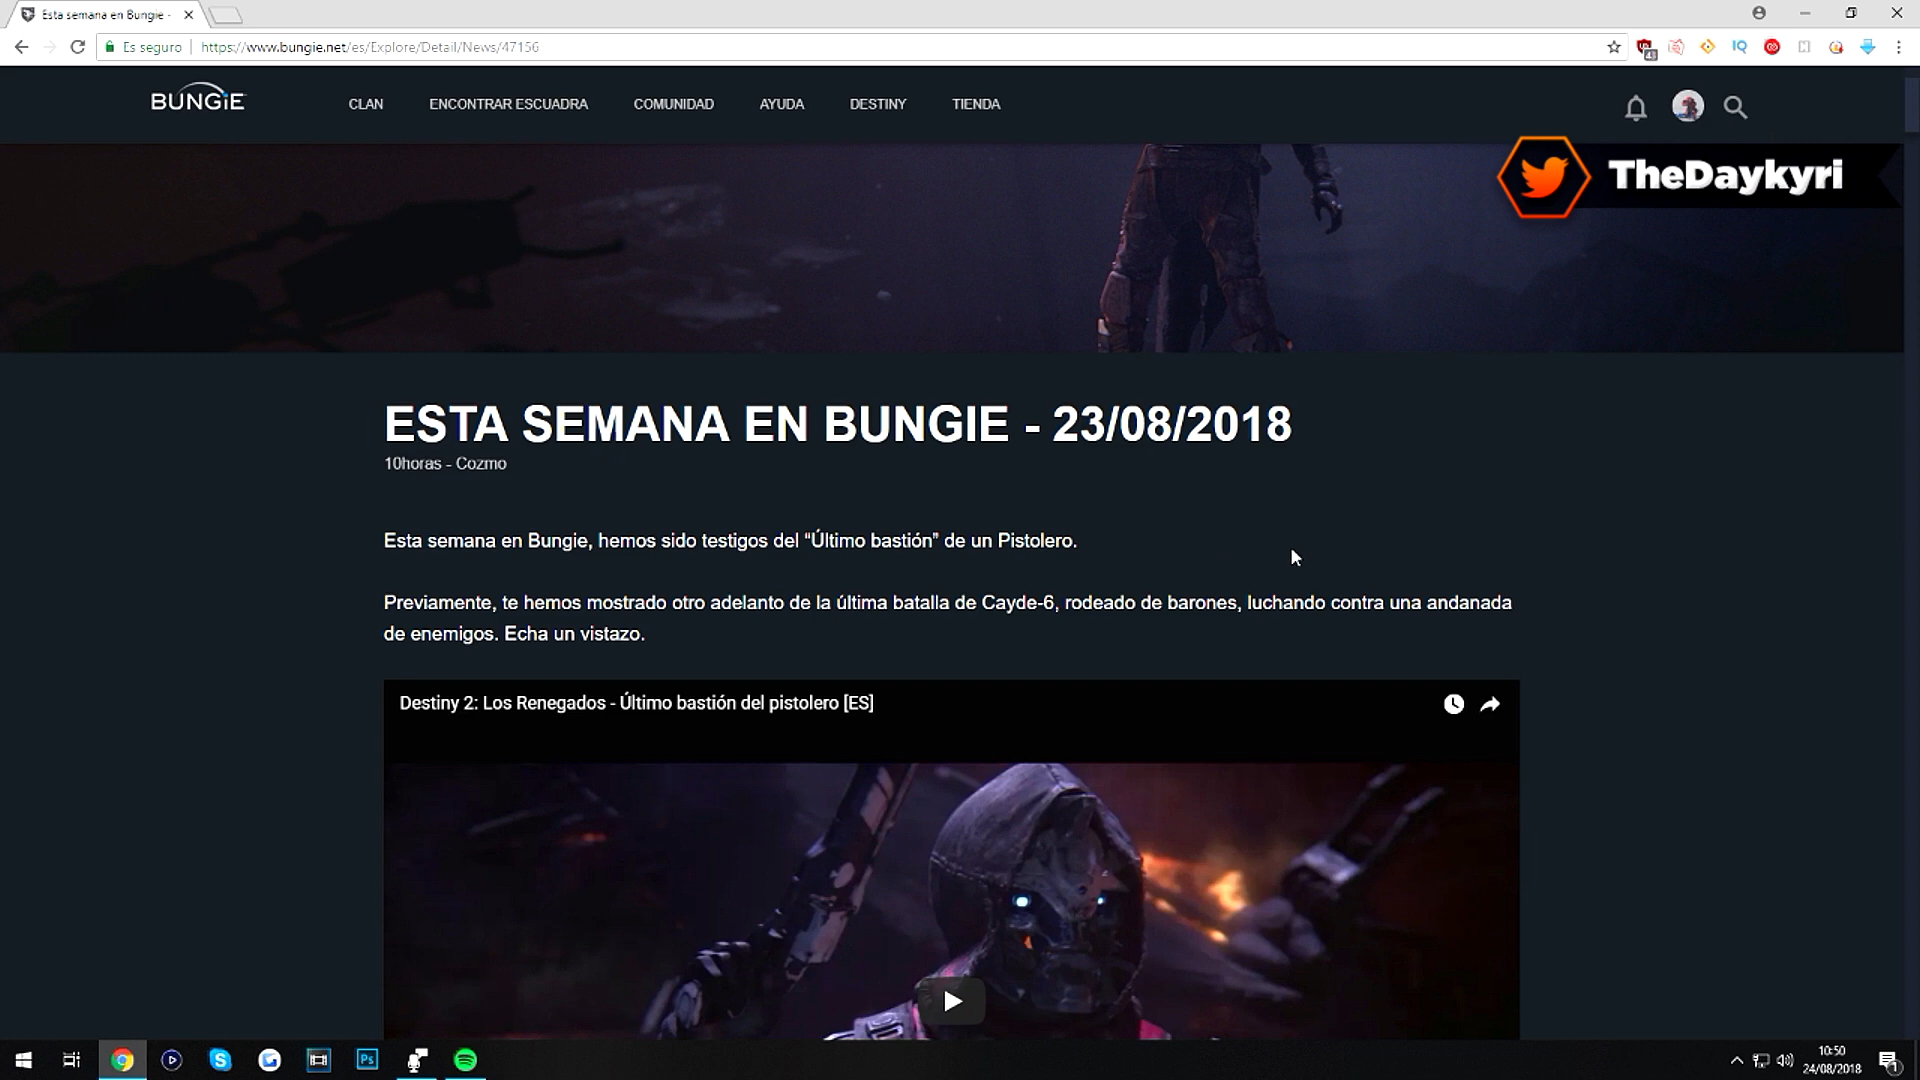 Esta semana en Bungie -
Es seguro
https://www.bungie.net/es/Explore/Detail/News/47156
43
IQ
BUNGiE
CLAN
ENCONTRAR ESCUADRA
COMUNIDAD
AYUDA
DESTINY
TIENDA
TheDaykyri
ESTA SEMANA EN BUNGIE - 23/08/2018
10horas - Cozmo
Esta semana en Bungie, hemos sido testigos del “Último bastión” de un Pistolero.
Previamente, te hemos mostrado otro adelanto de la última batalla de Cayde-6, rodeado de barones, luchando contra una andanada
de enemigos. Echa un vistazo.
Destiny 2: Los Renegados - Último bastión del pistolero [ES]
Ps
10:50
24/08/2018
1